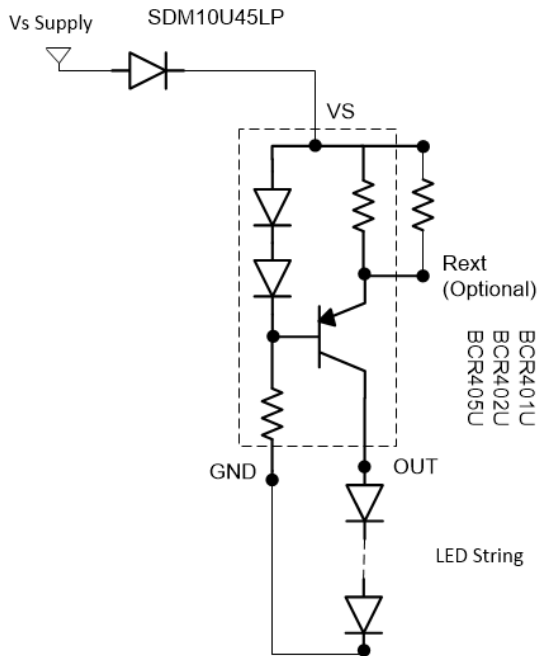 SDM10U45LP
Vs Supply
VS
Rext
(Optional)
BCR401U
BCR402U
BCR405U
GND
OUT
LED String